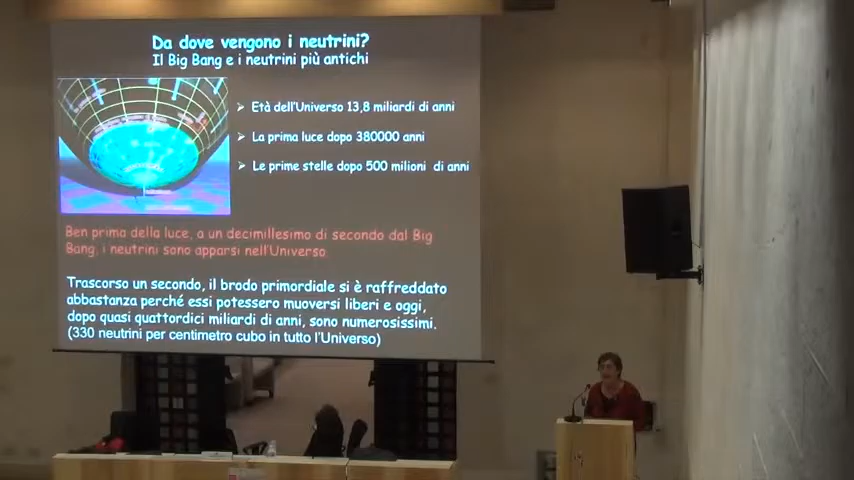 Da dove vengono i neutrini?
Il Big Bang e i neutrini più antichi
Età dell'Universo 13,8 miliardi di anni
La prima luce dopo 380000 anni
Le prime stelle dopo 500 milioni di anni
Ben prima della luce, a un decimillesimo di secondo dal Big
Bang, i neutrini sono apparsi nell'Universo
Trascorso un secondo, il brodo primordiale si è raffreddato
abbastanza perché essi potessero muoversi liberi e oggi,
dopo quasi quattordici miliardi di anni, sono numerosissimi.
(330 neutrini per centimetro cubo in tutto l'Universo)